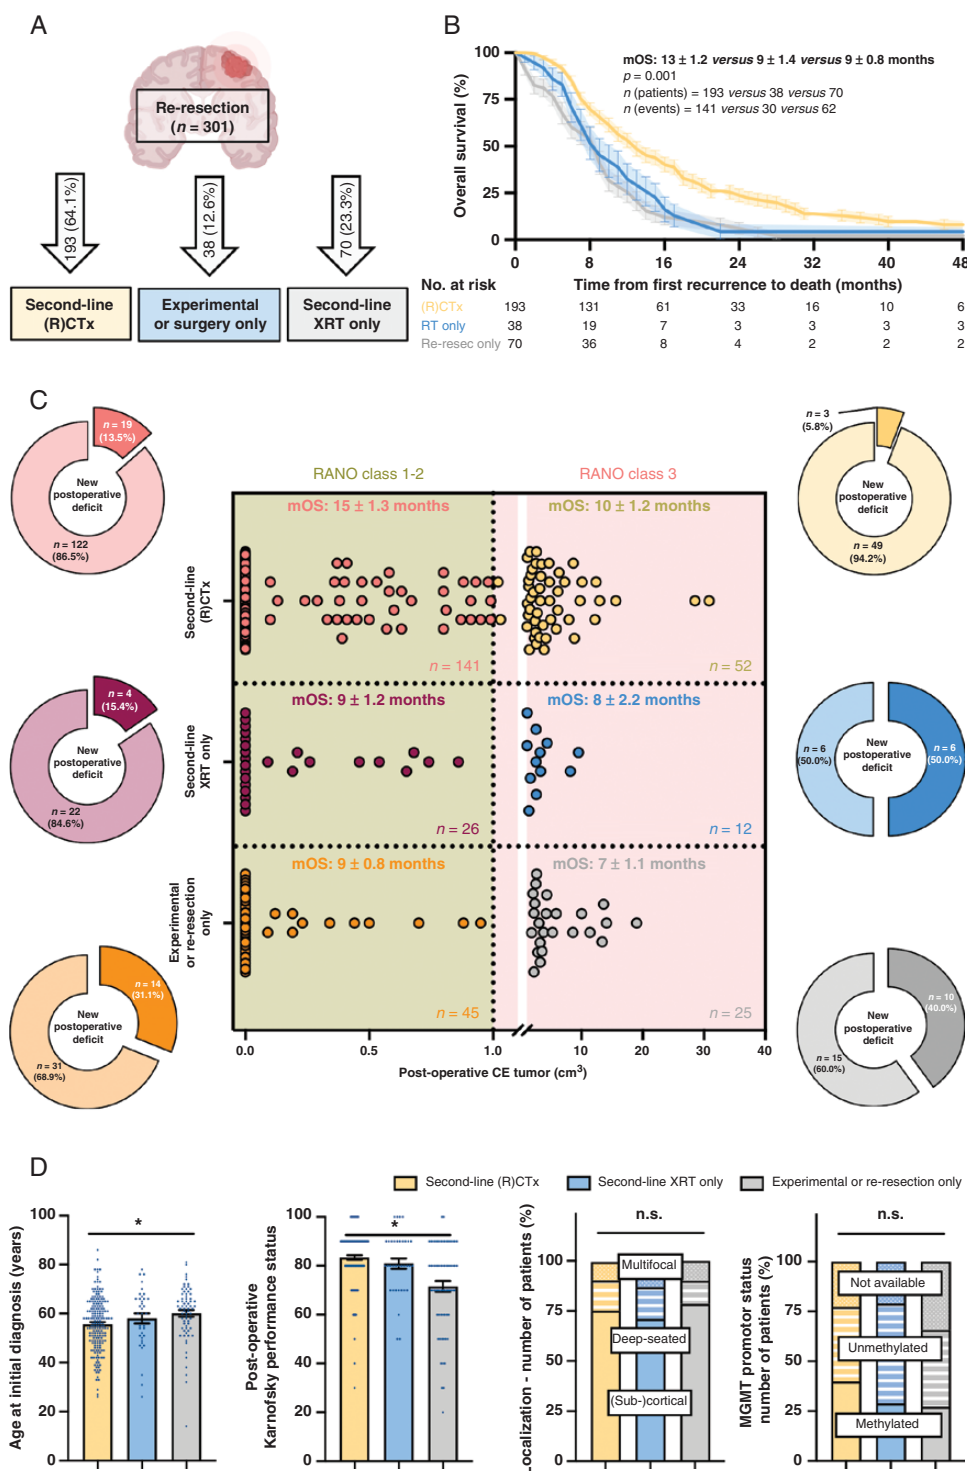 A
Re-resection
(n = 301)
193 (64.1%)
38 (12.6%)
70 (23.3%)
Second-line
(R)CTx
Experimental
or surgery only
Second-line
XRT only
B
Overall survival (%)
100
75
50
25
0
mOS: 13 ± 1.2 versus 9 ± 1.4 versus 9 ± 0.8 months
p = 0.001
n (patients) = 193 versus 38 versus 70
n (events) = 141 versus 30 versus 62
0 8 16 24 32 40 48
No. at risk
Time from first recurrence to death (months)
(R)CTx 193 131 61 33 16 10 6
RT only 38 19 7 3 3 3 3
Re-resec only 70 36 8 4 2 2 2
C
n = 19
(13.5%)
New
postoperative
deficit
n = 122
(86.5%)
n = 4
(15.4%)
New
postoperative
deficit
n = 22
(84.6%)
n = 14
(31.1%)
New
postoperative
deficit
n = 31
(68.9%)
RANO class 1-2
RANO class 3
Second-line
(R)CTx
mOS: 15 ± 1.3 months
n = 141
mOS: 10 ± 1.2 months
n = 52
Second-line
XRT only
mOS: 9 ± 1.2 months
n = 26
mOS: 8 ± 2.2 months
n = 12
Experimental
or re-resection
only
mOS: 9 ± 0.8 months
n = 45
mOS: 7 ± 1.1 months
n = 25
0.0 0.5 1.0 10 20 30 40
Post-operative CE tumor (cm³)
n = 3
(5.8%)
New
postoperative
deficit
n = 49
(94.2%)
n = 6
(50.0%)
New
postoperative
deficit
n = 6
(50.0%)
n = 10
(40.0%)
New
postoperative
deficit
n = 15
(60.0%)
D
Second-line (R)CTx
Second-line XRT only
Experimental or re-resection only
Age at initial diagnosis (years)
100
80
60
40
20
0
*
Post-operative
Karnofsky performance status
100
80
60
40
20
0
*
Localization - number of patients (%)
100
75
50
25
0
n.s.
Multifocal
Deep-seated
(Sub-)cortical
MGMT promotor status
number of patients (%)
100
75
50
25
0
n.s.
Not available
Unmethylated
Methylated